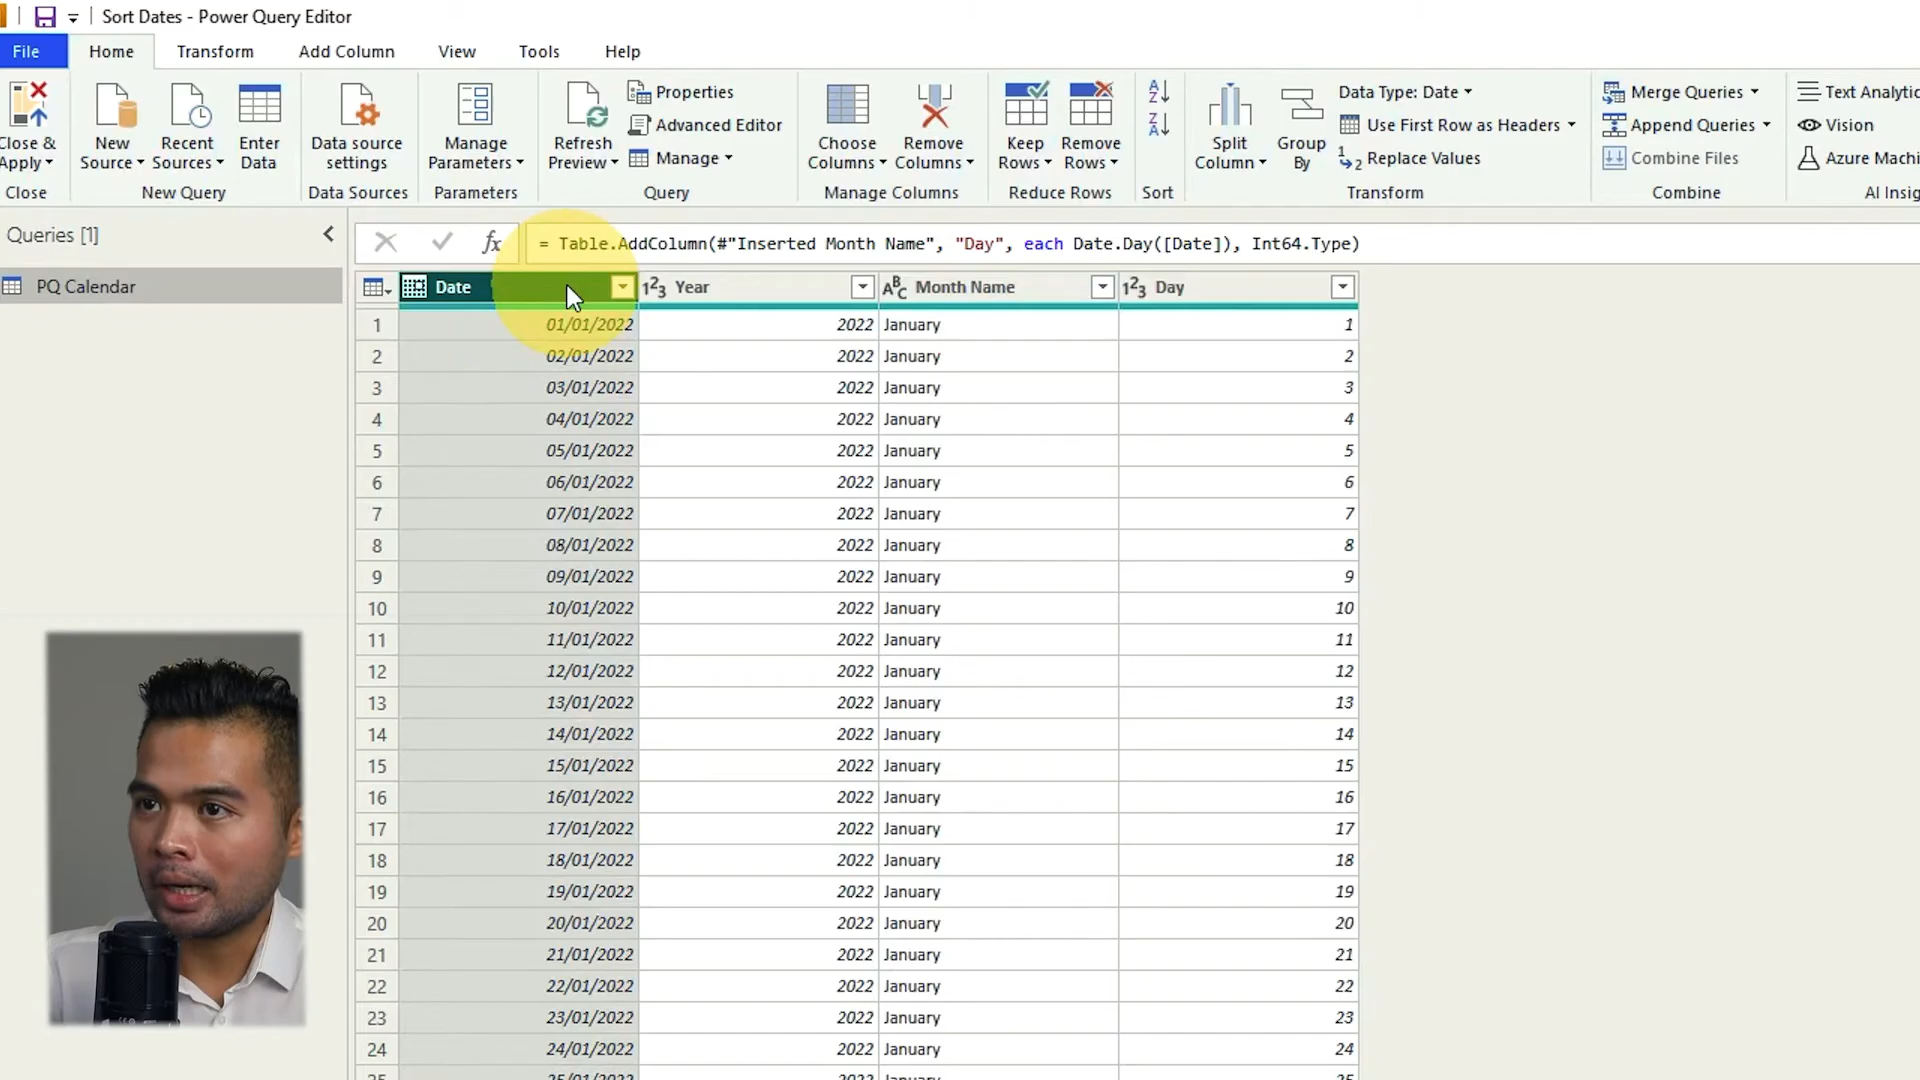 Sort Dates - Power Query Editor
File Home Transform Add Column View Tools Help
Close & Apply
New Source
Recent Sources
Enter Data
Data source settings
Manage Parameters
Refresh Preview
Properties
Advanced Editor
Manage
Choose Columns
Remove Columns
Keep Rows
Remove Rows
Split Column
Group By
Data Type: Date
Use First Row as Headers
Replace Values
Merge Queries
Append Queries
Combine Files
Text Analytic
Vision
Azure Machi
Close
New Query
Data Sources
Parameters
Query
Manage Columns
Reduce Rows
Sort
Transform
Combine
AI Insig
Queries [1]
PQ Calendar
fx = Table.AddColumn(#"Inserted Month Name", "Day", each Date.Day([Date]), Int64.Type)
Date 123 Year ABC Month Name 123 Day
1 01/01/2022 2022 January 1
2 02/01/2022 2022 January 2
3 03/01/2022 2022 January 3
4 04/01/2022 2022 January 4
5 05/01/2022 2022 January 5
6 06/01/2022 2022 January 6
7 07/01/2022 2022 January 7
8 08/01/2022 2022 January 8
9 09/01/2022 2022 January 9
10 10/01/2022 2022 January 10
11 11/01/2022 2022 January 11
12 12/01/2022 2022 January 12
13 13/01/2022 2022 January 13
14 14/01/2022 2022 January 14
15 15/01/2022 2022 January 15
16 16/01/2022 2022 January 16
17 17/01/2022 2022 January 17
18 18/01/2022 2022 January 18
19 19/01/2022 2022 January 19
20 20/01/2022 2022 January 20
21 21/01/2022 2022 January 21
22 22/01/2022 2022 January 22
23 23/01/2022 2022 January 23
24 24/01/2022 2022 January 24